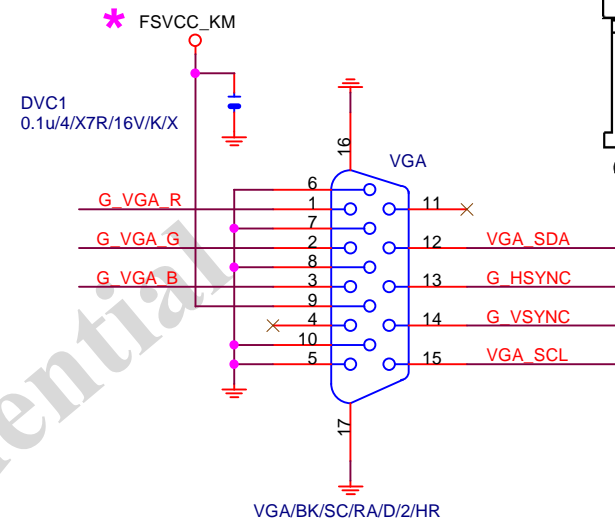 * FSVCC_KM
DVC1
0.1u/4/X7R/16V/K/X
16
VGA
6
G_VGA_R 1 11
7
G_VGA_G 2 12 VGA_SDA
8
G_VGA_B 3 13 G_HSYNC
9
4 14 G_VSYNC
10
5 15 VGA_SCL
17
VGA/BK/SC/RA/D/2/HR
ential